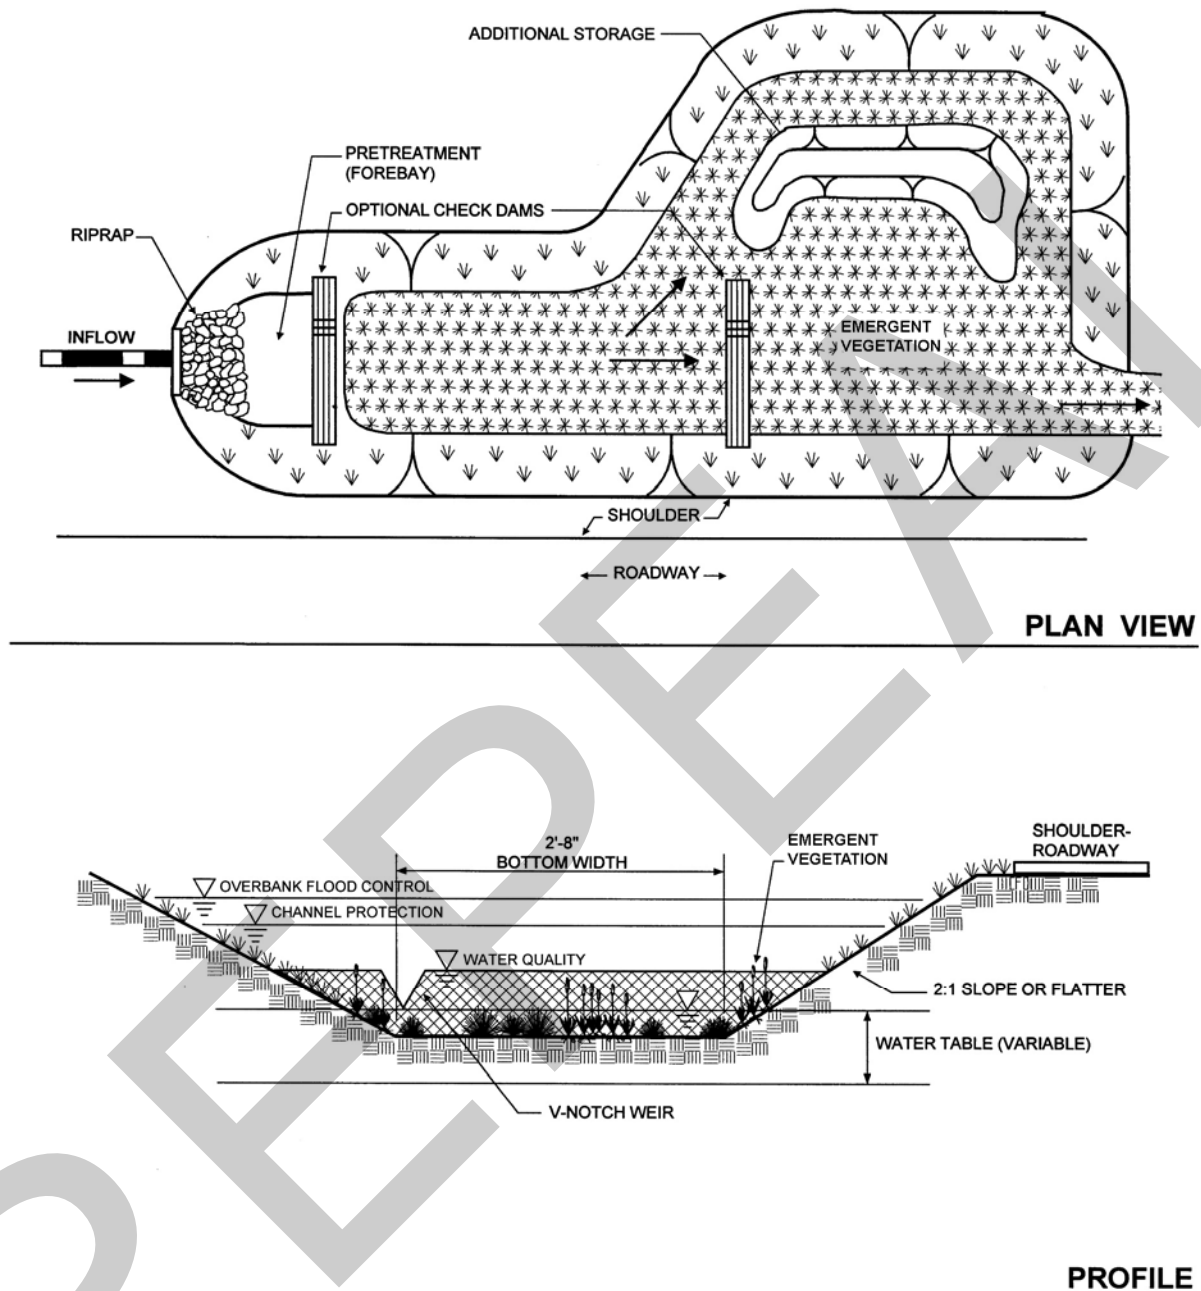 ADDITIONAL STORAGE
PRETREATMENT
(FOREBAY)
OPTIONAL CHECK DAMS
RIPRAP
INFLOW
EMERGENT
VEGETATION
SHOULDER
ROADWAY
PLAN VIEW
2'-8"
BOTTOM WIDTH
EMERGENT
VEGETATION
SHOULDER-
ROADWAY
OVERBANK FLOOD CONTROL
CHANNEL PROTECTION
WATER QUALITY
2:1 SLOPE OR FLATTER
WATER TABLE (VARIABLE)
V-NOTCH WEIR
PROFILE